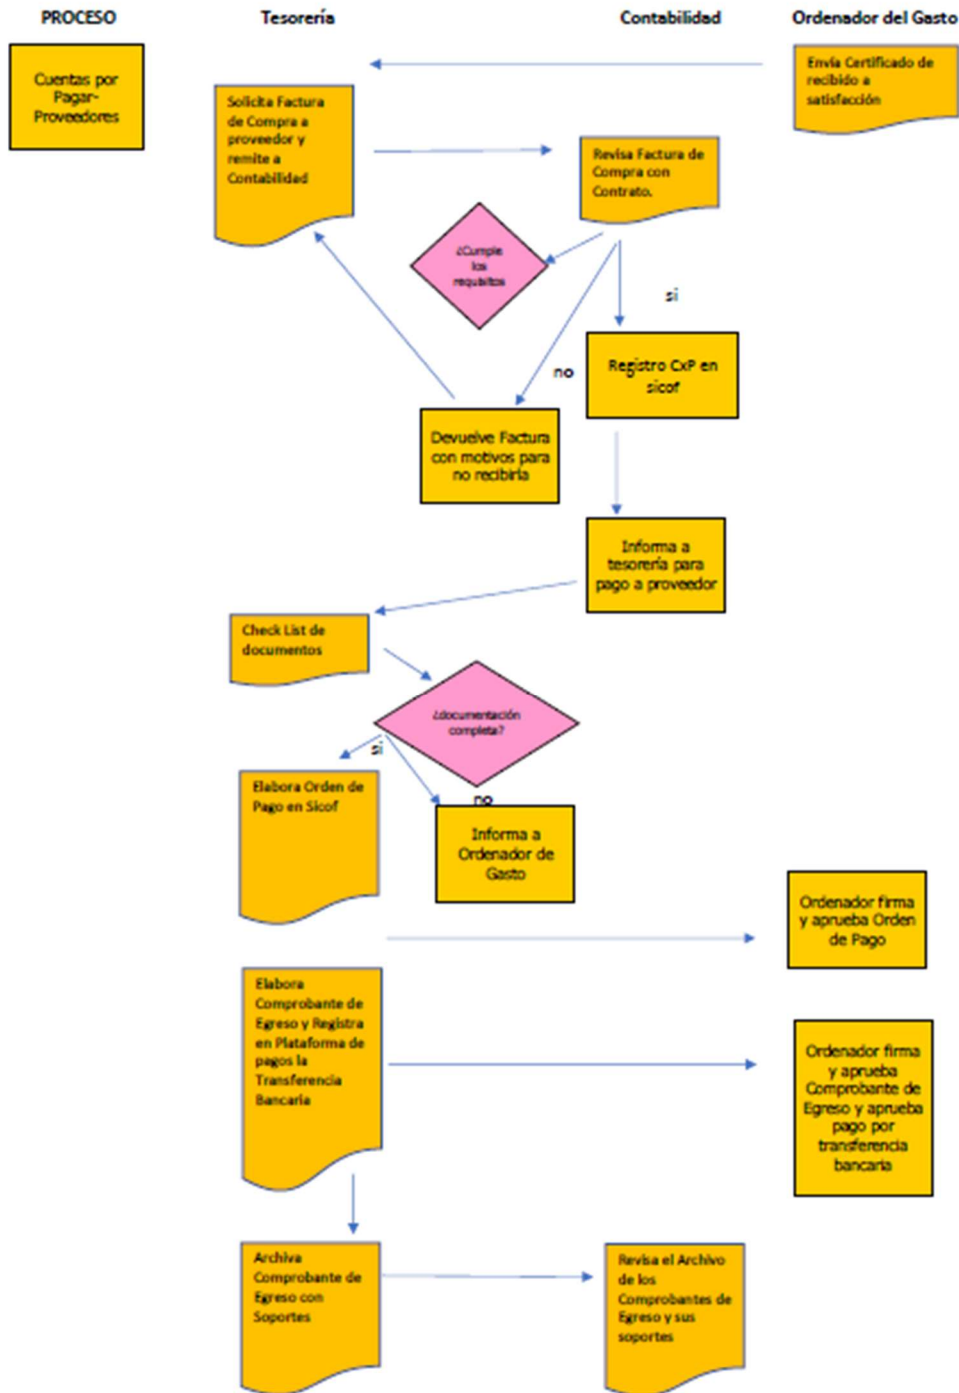 PROCESO
Tesorería
Contabilidad
Ordenador del Gasto
Cuentas por
Pagar-
Proveedores
Envía Certificado de
recibido a
satisfacción
Solicita Factura
de Compra a
proveedor y
remite a
Contabilidad
Revisa Factura de
Compra con
Contrato.
¿Cumple
los
requisitos
si
no
Registro CxP en
sicof
Devuelve Factura
con motivos para
no recibirla
Informa a
tesorería para
pago a proveedor
Check List de
documentos
¿documentación
completa?
si
no
Elabora Orden de
Pago en Sicof
Informa a
Ordenador de
Gasto
Ordenador firma
y aprueba Orden
de Pago
Elabora
Comprobante de
Egreso y Registra
en Plataforma de
pagos la
Transferencia
Bancaria
Ordenador firma
y aprueba
Comprobante de
Egreso y aprueba
pago por
transferencia
bancaria
Archiva
Comprobante de
Egreso con
Soportes
Revisa el Archivo
de los
Comprobantes de
Egreso y sus
soportes